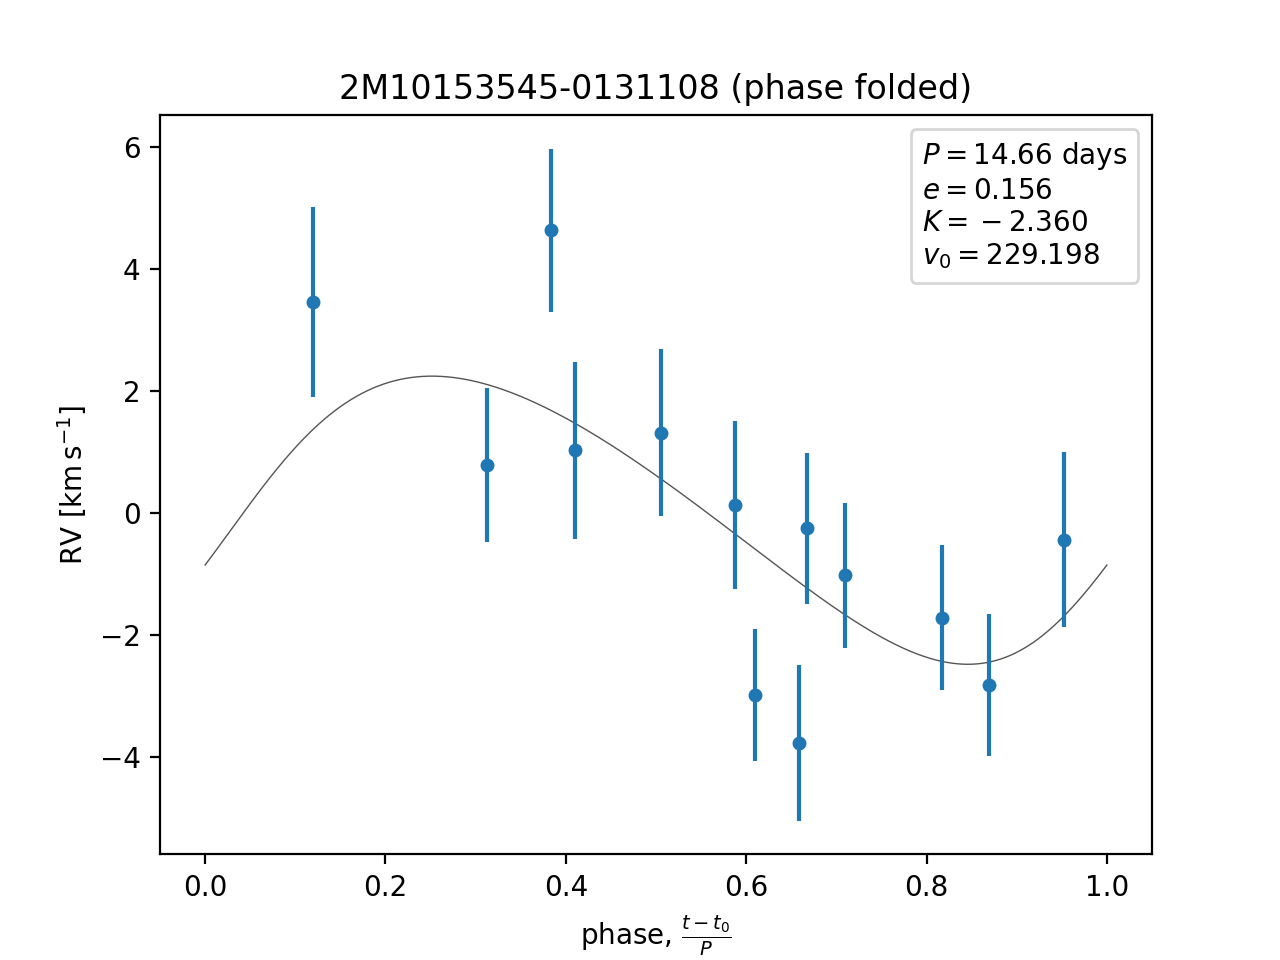 2M10153545-0131108 (phase folded)
P = 14.66 days
e = 0.156
K = −2.360
v₀ = 229.198
6
4
2
0
−2
−4
RV [km s⁻¹]
0.0 0.2 0.4 0.6 0.8 1.0
phase, (t − t₀)/P